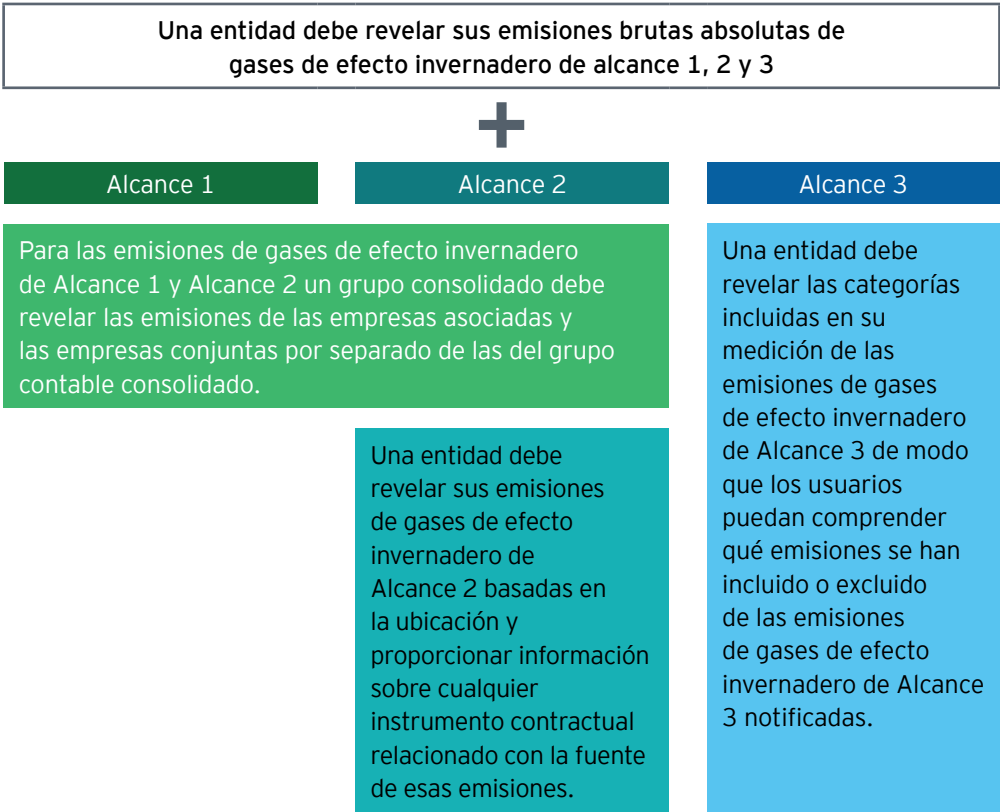 Una entidad debe revelar sus emisiones brutas absolutas de
gases de efecto invernadero de alcance 1, 2 y 3
+
Alcance 1
Alcance 2
Alcance 3
Para las emisiones de gases de efecto invernadero
de Alcance 1 y Alcance 2 un grupo consolidado debe
revelar las emisiones de las empresas asociadas y
las empresas conjuntas por separado de las del grupo
contable consolidado.
Una entidad debe
revelar sus emisiones
de gases de efecto
invernadero de
Alcance 2 basadas en
la ubicación y
proporcionar información
sobre cualquier
instrumento contractual
relacionado con la fuente
de esas emisiones.
Una entidad debe
revelar las categorías
incluidas en su
medición de las
emisiones de gases
de efecto invernadero
de Alcance 3 de modo
que los usuarios
puedan comprender
qué emisiones se han
incluido o excluido
de las emisiones
de gases de efecto
invernadero de Alcance
3 notificadas.